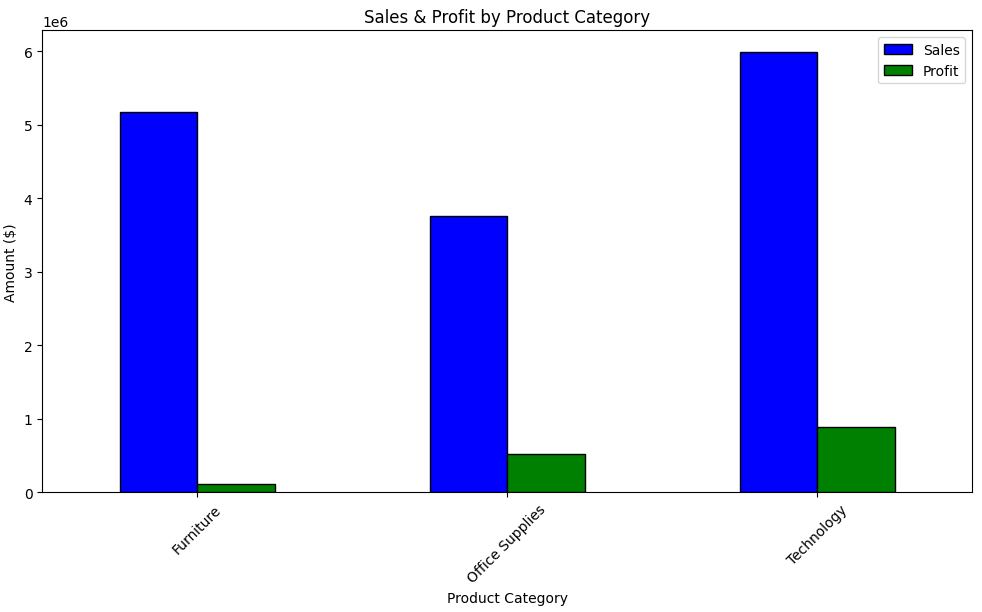 Sales & Profit by Product Category
1e6
Sales
Profit
6
5
4
3
2
1
0
Amount ($)
Furniture
Office Supplies
Technology
Product Category